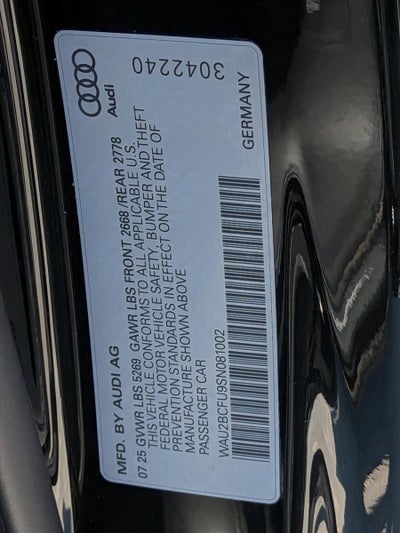 MFD. BY AUDI AG
07 25 GVWR LBS 5269 GAWR LBS FRONT 2668 /REAR 2778
THIS VEHICLE CONFORMS TO ALL APPLICABLE U.S.
FEDERAL MOTOR VEHICLE SAFETY, BUMPER AND THEFT
PREVENTION STANDARDS IN EFFECT ON THE DATE OF
MANUFACTURE SHOWN ABOVE
PASSENGER CAR
WAU2BCFU9SN081002
GERMANY
Audi
3042240